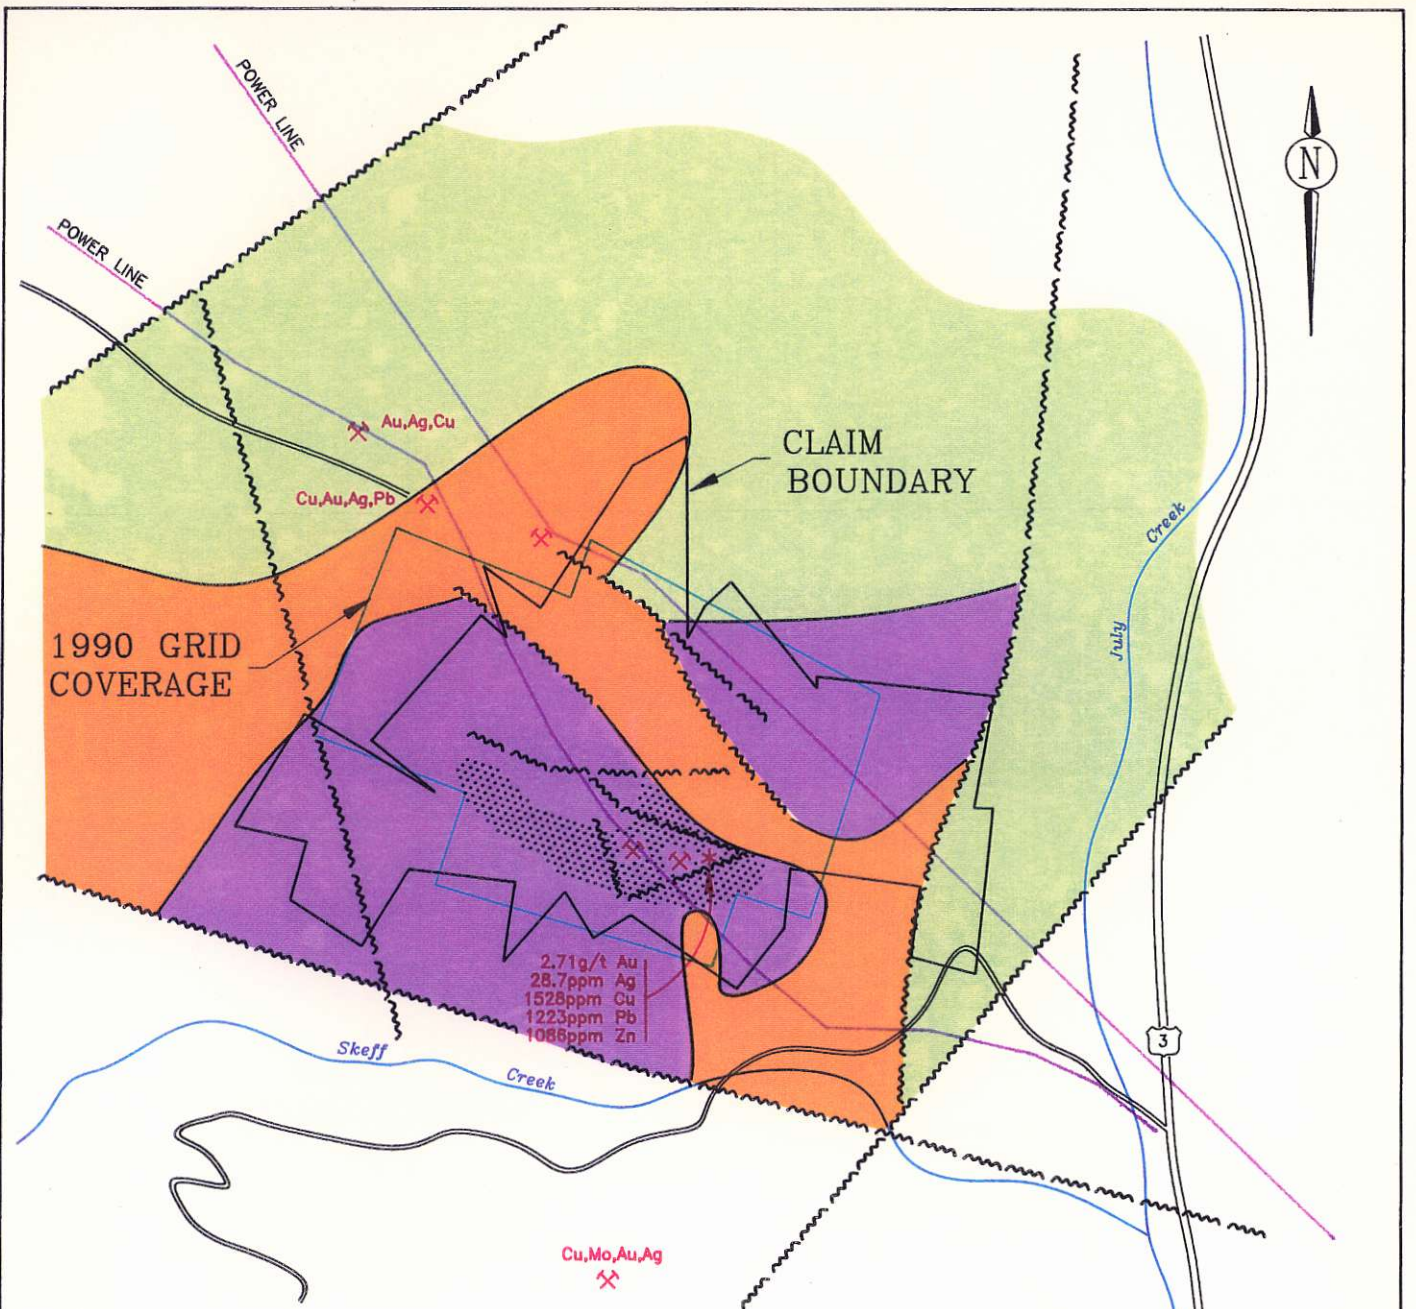 POWER LINE
N
POWER LINE
Au,Ag,Cu
CLAIM
BOUNDARY
Cu,Au,Ag,Pb
Creek
July
1990 GRID
COVERAGE
2.71g/t Au
28.7ppm Ag
1528ppm Cu
1223ppm Pb
1086ppm Zn
3
Skeff
Creek
Cu,Mo,Au,Ag